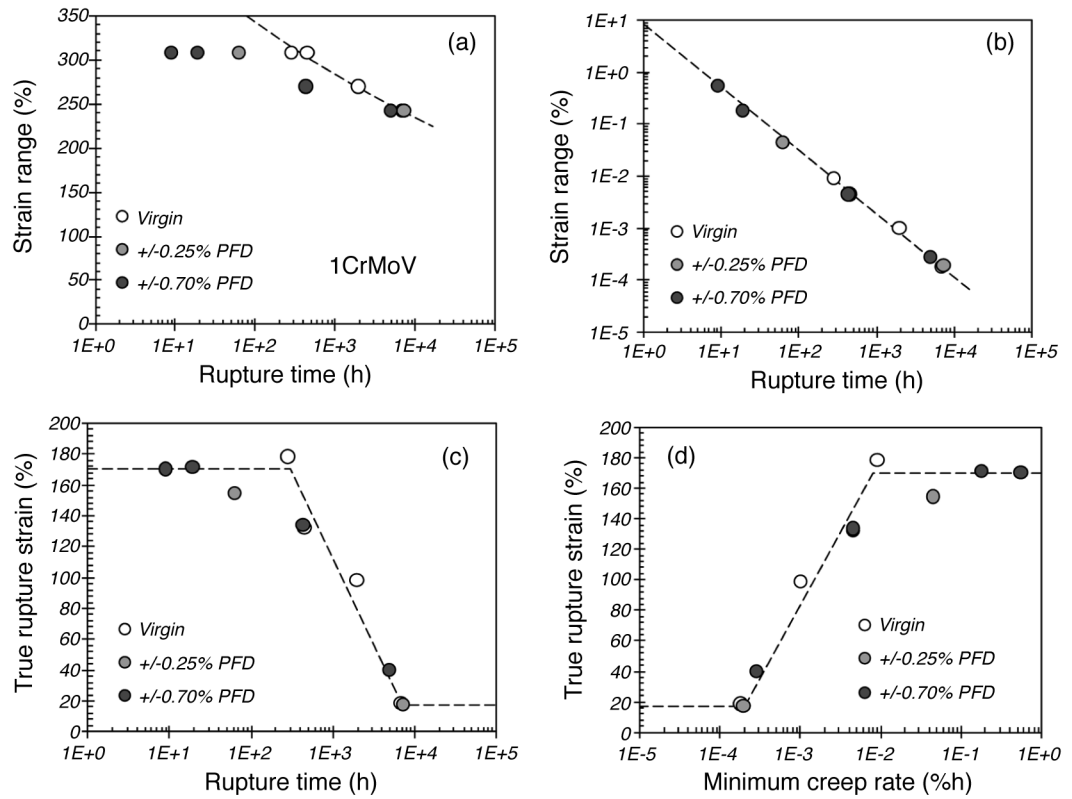 350
300
250
200
150
100
50
0
1E+0
1E+1
1E+2
1E+3
1E+4
1E+5
Strain range (%)
Rupture time (h)
(a)
Virgin
+/-0.25% PFD
+/-0.70% PFD
1CrMoV
1E+1
1E+0
1E-1
1E-2
1E-3
1E-4
1E-5
1E+0
1E+1
1E+2
1E+3
1E+4
1E+5
Strain range (%)
Rupture time (h)
(b)
Virgin
+/-0.25% PFD
+/-0.70% PFD
200
180
160
140
120
100
80
60
40
20
0
1E+0
1E+1
1E+2
1E+3
1E+4
1E+5
True rupture strain (%)
Rupture time (h)
(c)
Virgin
+/-0.25% PFD
+/-0.70% PFD
200
180
160
140
120
100
80
60
40
20
0
1E-5
1E-4
1E-3
1E-2
1E-1
1E+0
True rupture strain (%)
Minimum creep rate (%h)
(d)
Virgin
+/-0.25% PFD
+/-0.70% PFD